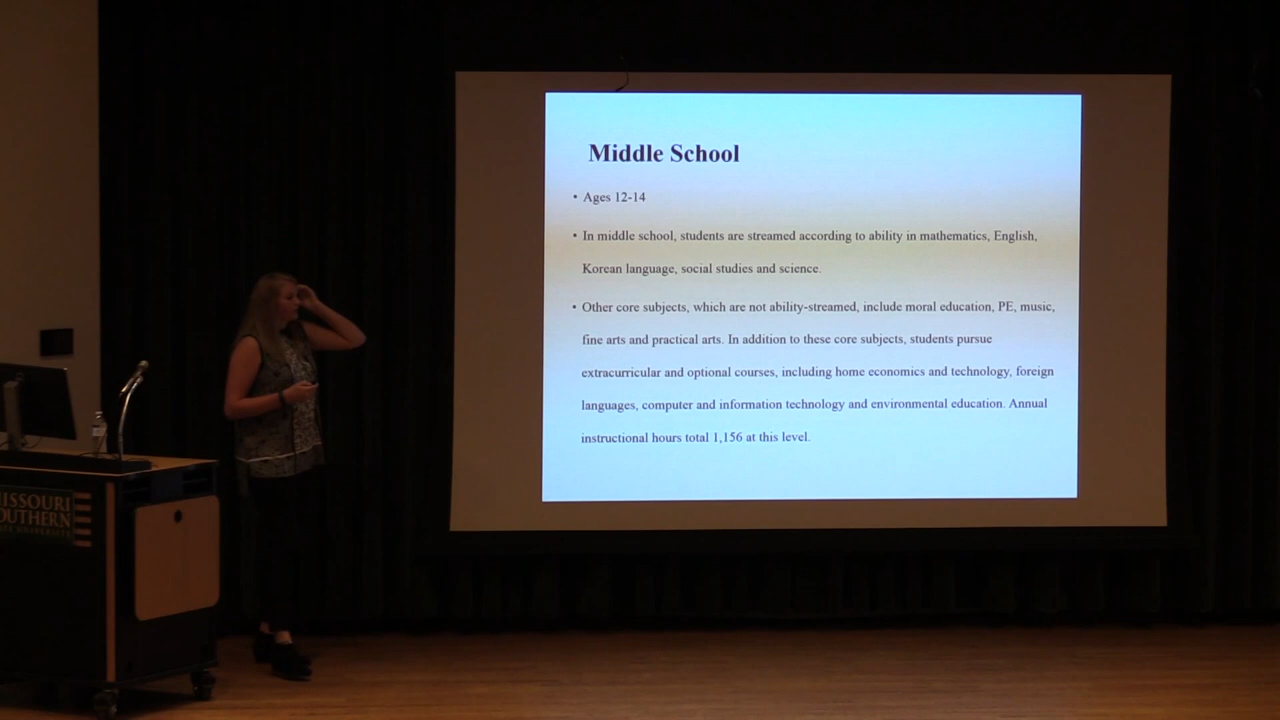 Middle School
• Ages 12-14
• In middle school, students are streamed according to ability in mathematics, English,
Korean language, social studies and science.
• Other core subjects, which are not ability-streamed, include moral education, PE, music,
fine arts and practical arts. In addition to these core subjects, students pursue
extracurricular and optional courses, including home economics and technology, foreign
languages, computer and information technology and environmental education. Annual
instructional hours total 1,156 at this level.
ISSOURI
OUTHERN